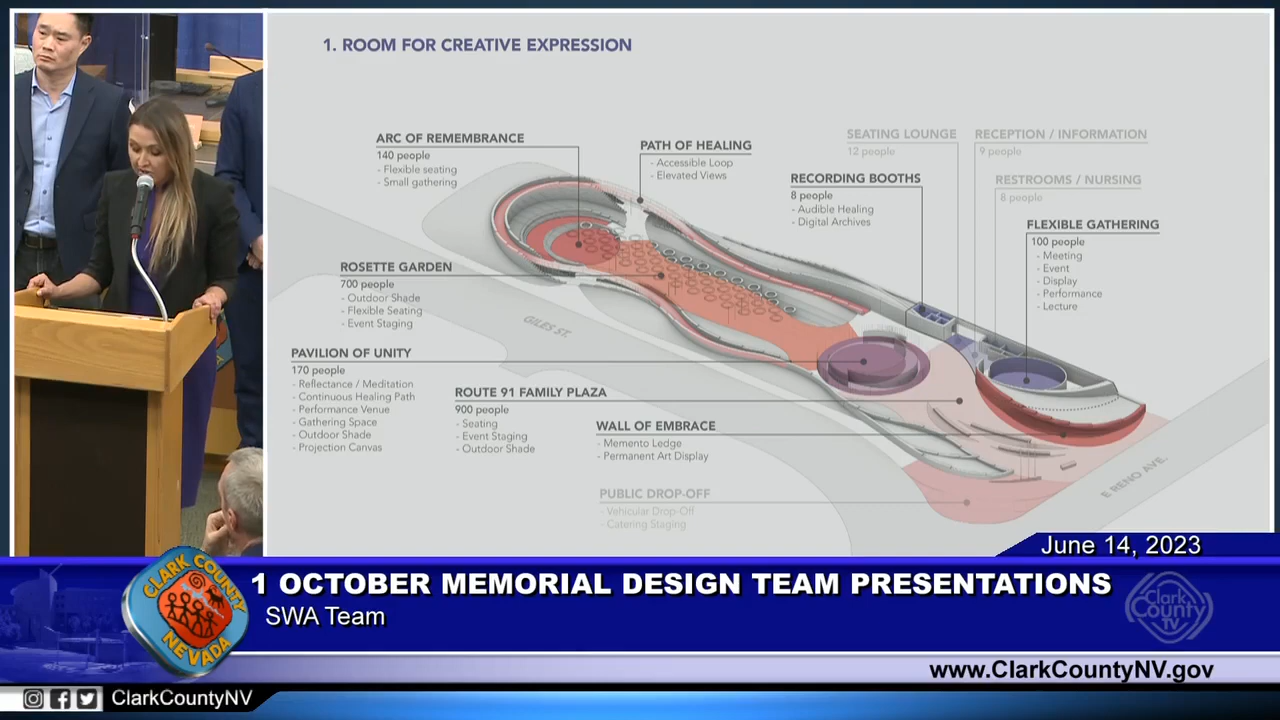 1. ROOM FOR CREATIVE EXPRESSION
ARC OF REMEMBRANCE
140 people
- Flexible seating
- Small gathering
PATH OF HEALING
- Accessible Loop
- Elevated Views
SEATING LOUNGE
12 people
RECEPTION / INFORMATION
9 people
RECORDING BOOTHS
8 people
- Audible Healing
- Digital Archives
RESTROOMS / NURSING
8 people
FLEXIBLE GATHERING
100 people
- Meeting
- Event
- Display
- Performance
- Lecture
ROSETTE GARDEN
700 people
- Outdoor Shade
- Flexible Seating
- Event Staging
GILES ST.
PAVILION OF UNITY
170 people
- Reflectance / Meditation
- Continuous Healing Path
- Performance Venue
- Gathering Space
- Outdoor Shade
- Projection Canvas
ROUTE 91 FAMILY PLAZA
900 people
- Seating
- Event Staging
- Outdoor Shade
WALL OF EMBRACE
- Memento Ledge
- Permanent Art Display
PUBLIC DROP-OFF
- Vehicular Drop-Off
- Catering Staging
E RENO AVE.
June 14, 2023
1 OCTOBER MEMORIAL DESIGN TEAM PRESENTATIONS
SWA Team
CLARK COUNTY
NEVADA
Clark
County
TV
www.ClarkCountyNV.gov
ClarkCountyNV